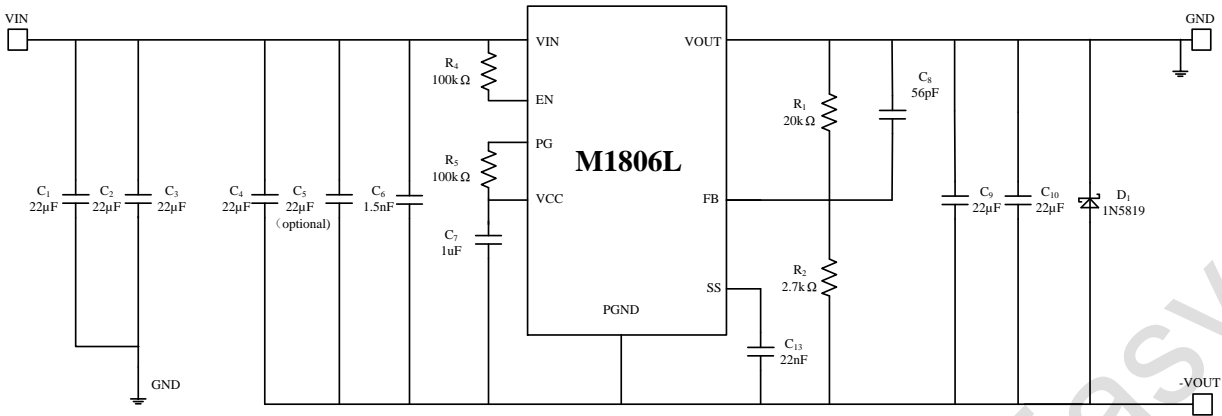 VIN
GND
VIN
VOUT
R4
100kΩ
C8
56pF
EN
R1
20kΩ
PG
M1806L
R5
100kΩ
C1
22μF
C2
22μF
C3
22μF
C4
22μF
C5
22μF
(optional)
C6
1.5nF
VCC
FB
C9
22μF
C10
22μF
D1
1N5819
C7
1uF
R2
2.7kΩ
SS
PGND
C13
22nF
GND
-VOUT